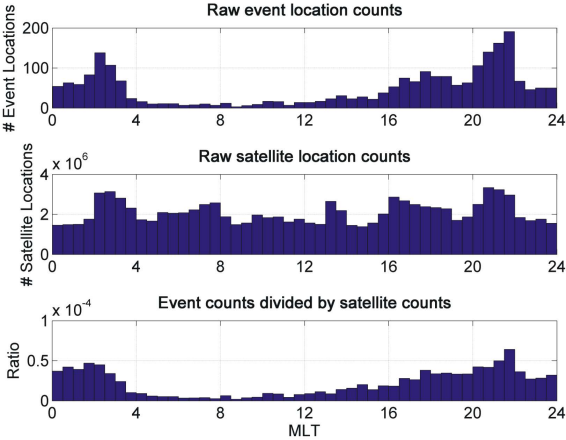 Raw event location counts
# Event Locations
200
100
0
0 4 8 12 16 20 24
Raw satellite location counts
x 10^6
# Satellite Locations
4
2
0
0 4 8 12 16 20 24
Event counts divided by satellite counts
x 10^-4
Ratio
1
0.5
0
0 4 8 12 16 20 24
MLT